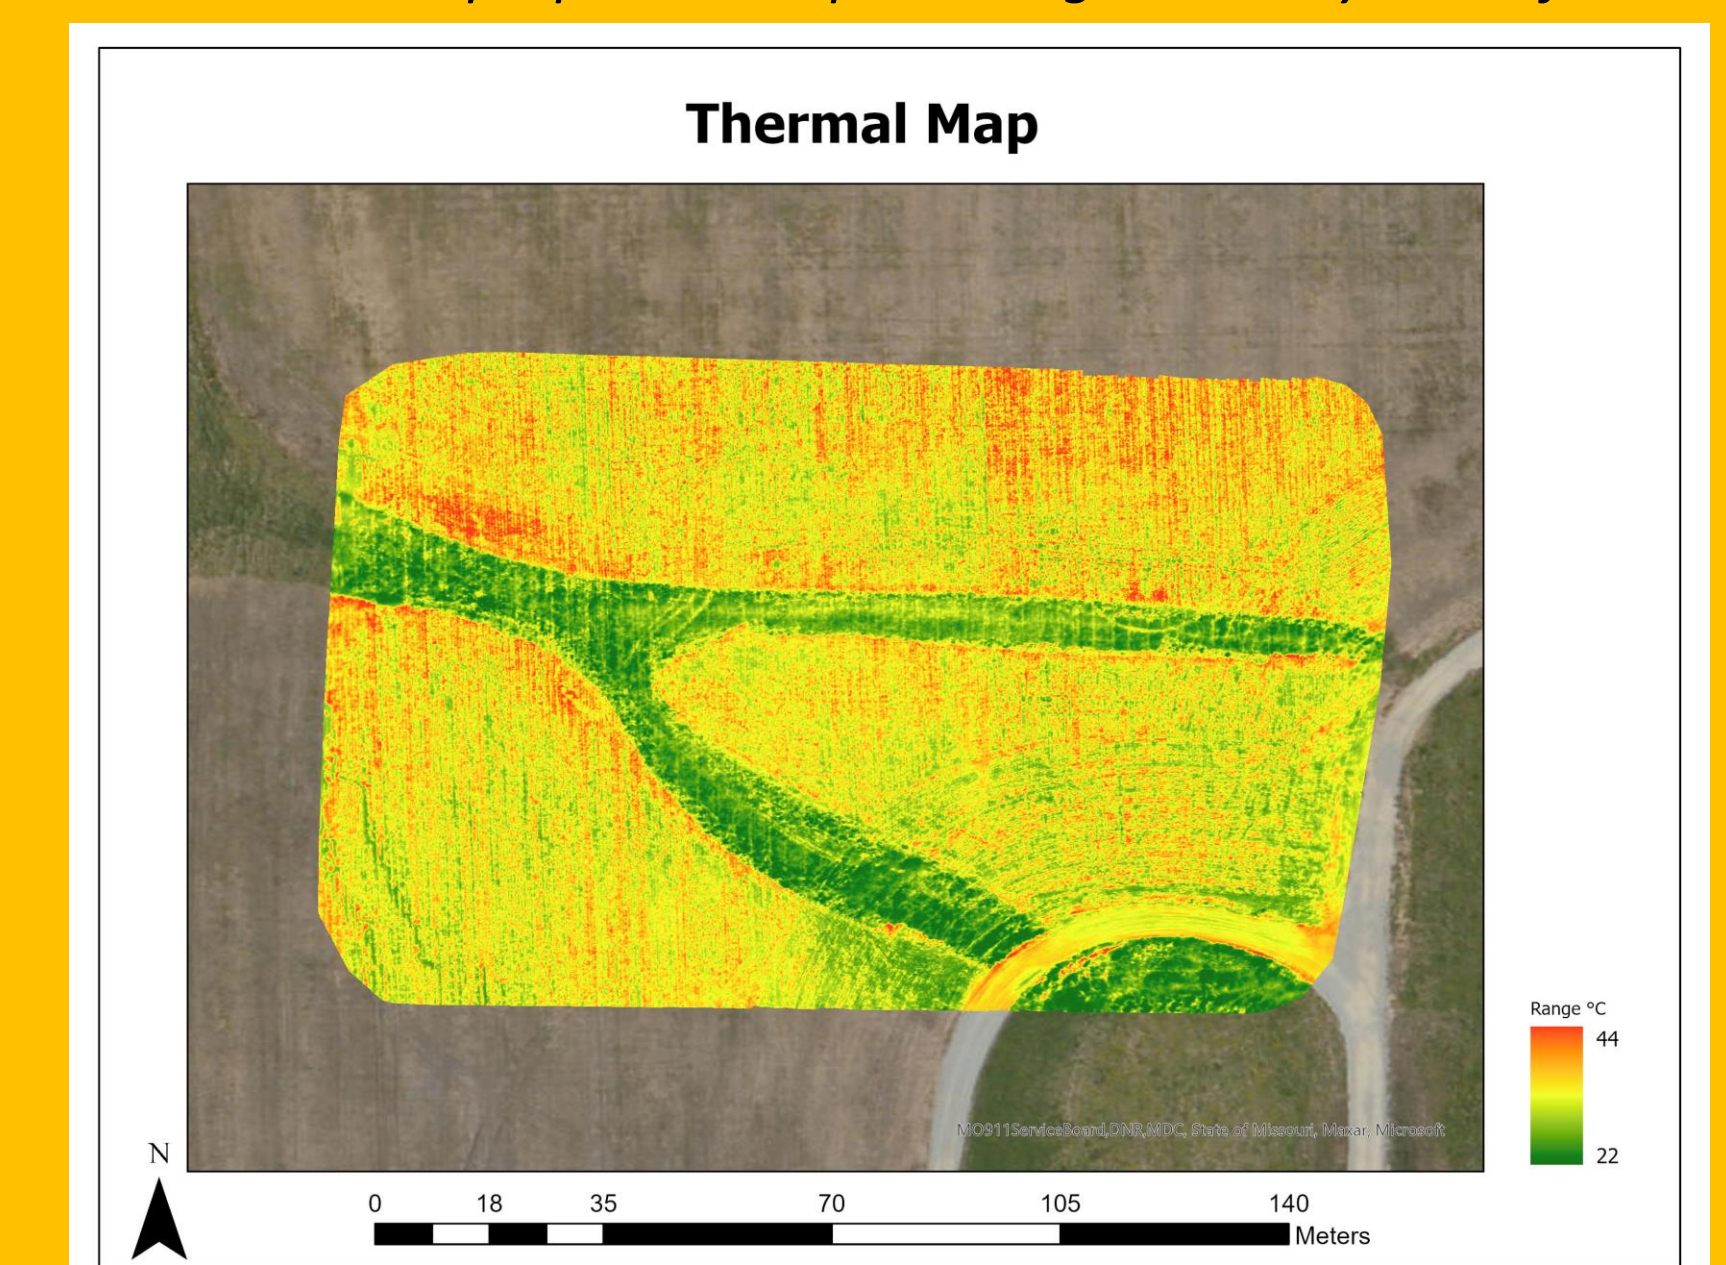 Thermal Map
MO911ServiceBoard,DNR,MDC, State of Missouri, Maxar, Microsoft
Range °C
44
22
N
0 18 35 70 105 140
Meters